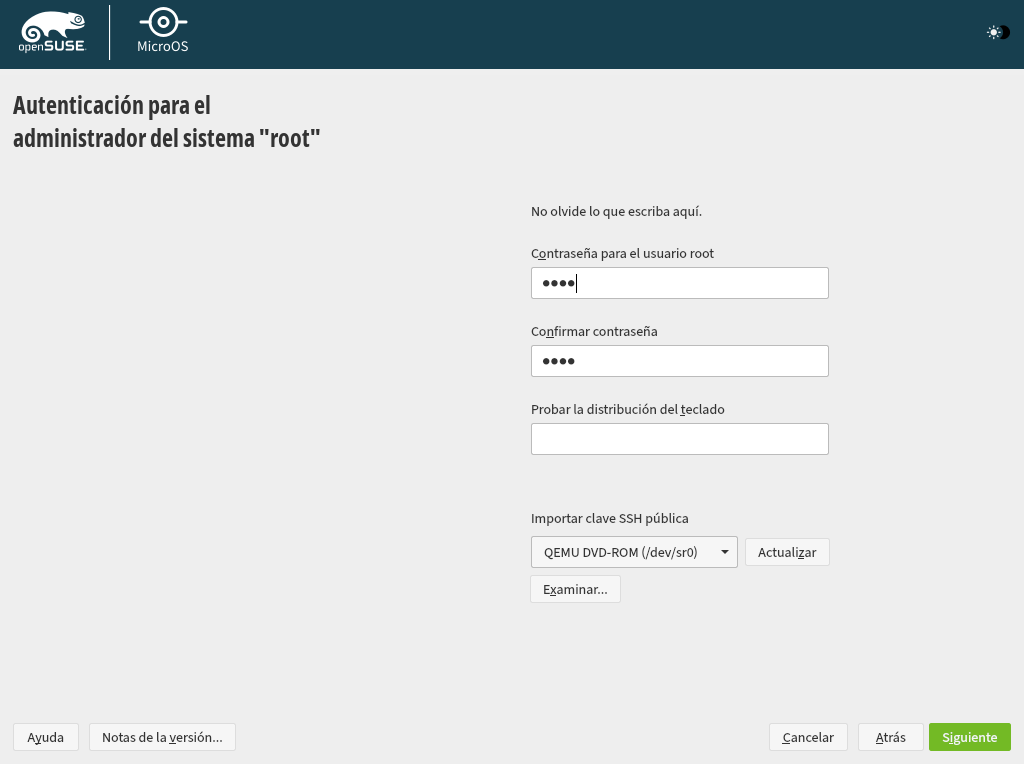 openSUSE.
MicroOS
Autenticación para el
administrador del sistema "root"
No olvide lo que escriba aquí.
Contraseña para el usuario root
●●●●
Confirmar contraseña
●●●●
Probar la distribución del teclado
Importar clave SSH pública
QEMU DVD-ROM (/dev/sr0)
Actualizar
Examinar...
Ayuda
Notas de la versión...
Cancelar
Atrás
Siguiente